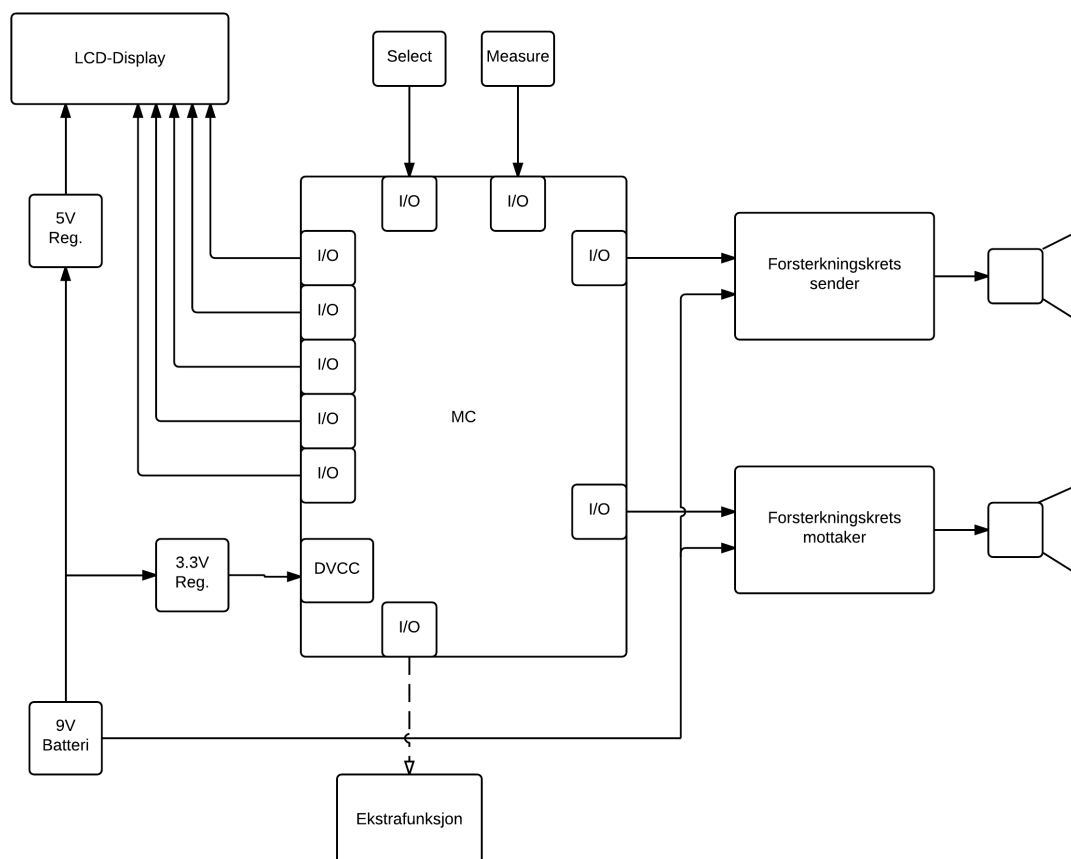 LCD-Display
Select
Measure
5V
Reg.
I/O
I/O
I/O
I/O
I/O
I/O
I/O
I/O
MC
I/O
Forsterkningskrets
sender
Forsterkningskrets
mottaker
3.3V
Reg.
DVCC
I/O
9V
Batteri
Ekstrafunksjon